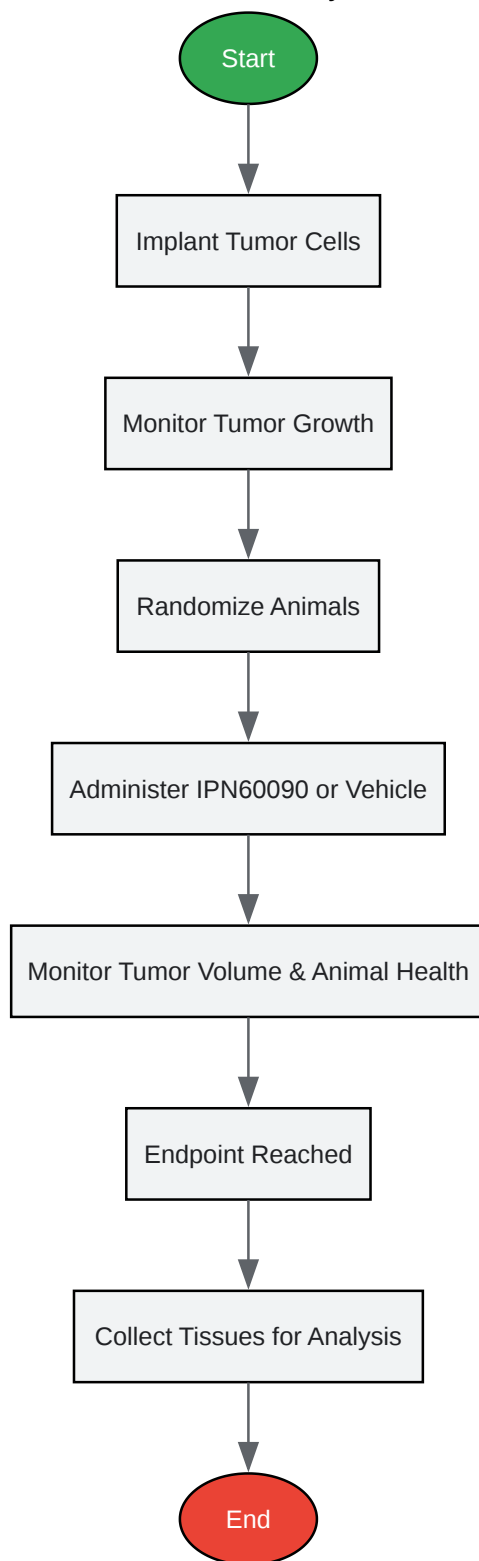 Start
Implant Tumor Cells
Monitor Tumor Growth
Randomize Animals
Administer IPN60090 or Vehicle
Monitor Tumor Volume & Animal Health
Endpoint Reached
Collect Tissues for Analysis
End